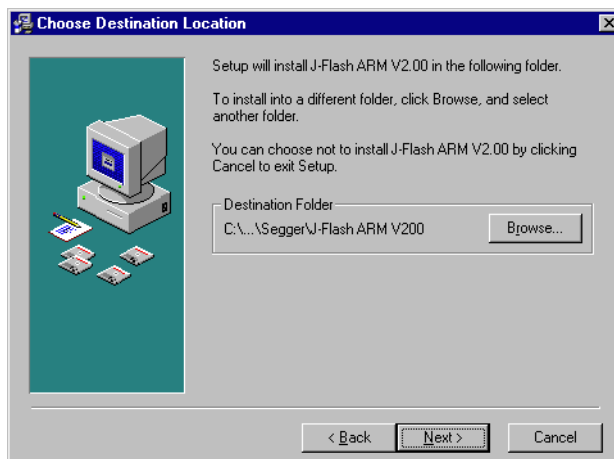 Choose Destination Location
Setup will install J-Flash ARM V2.00 in the following folder.
To install into a different folder, click Browse, and select
another folder.
You can choose not to install J-Flash ARM V2.00 by clicking
Cancel to exit Setup.
Destination Folder
C:\...\Segger\J-Flash ARM V200
Browse...
< Back
Next >
Cancel